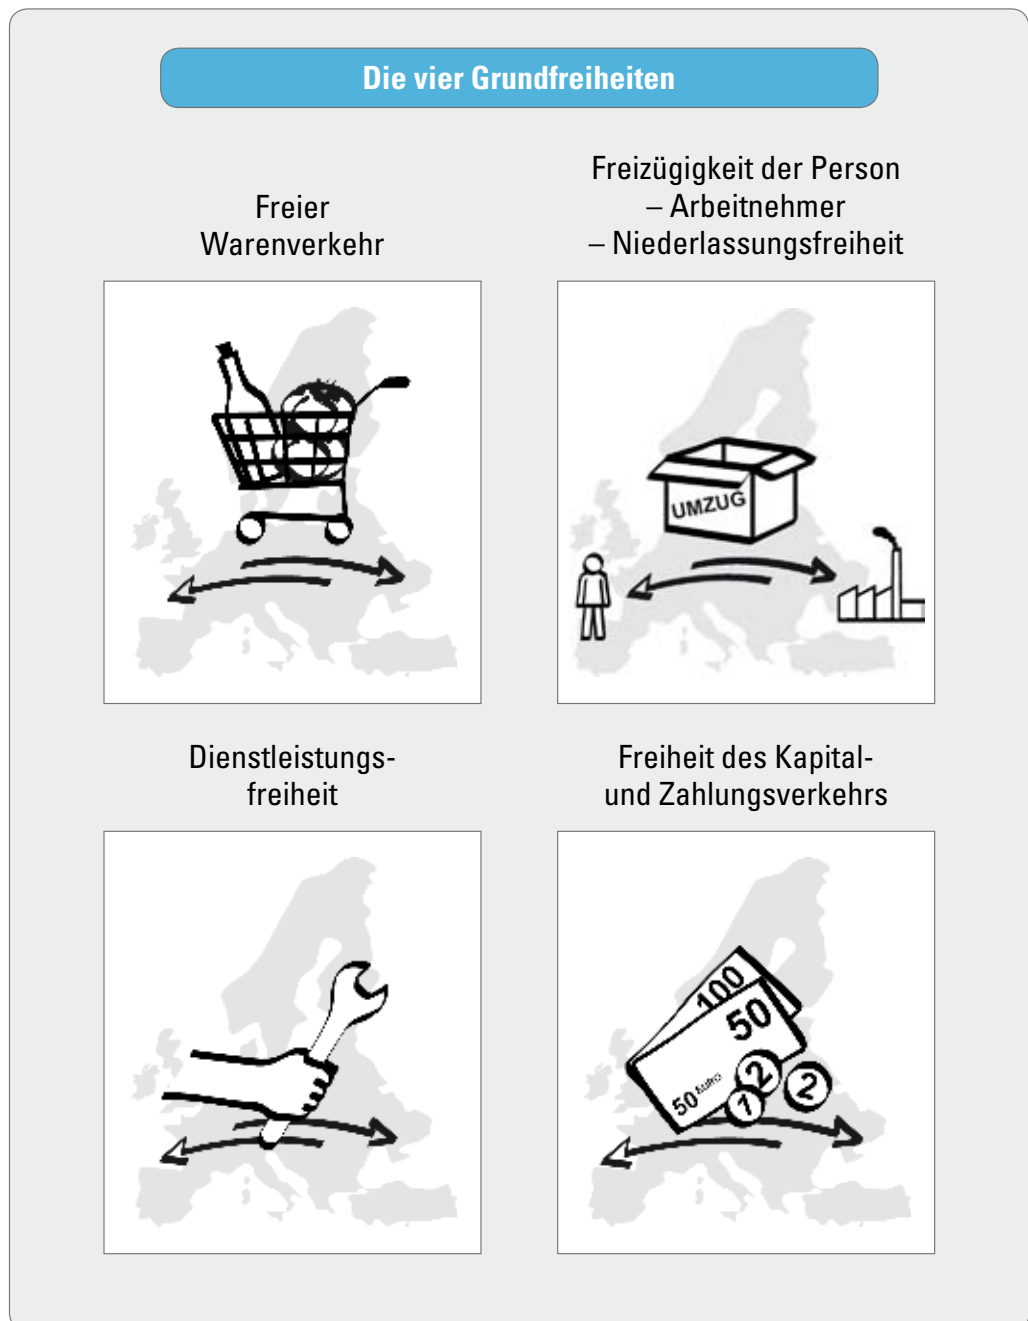 Die vier Grundfreiheiten
Freier
Warenverkehr
Freizügigkeit der Person
– Arbeitnehmer
– Niederlassungsfreiheit
UMZUG
Dienstleistungs-
freiheit
Freiheit des Kapital-
und Zahlungsverkehrs
100
50
50 EURO
2
2
1